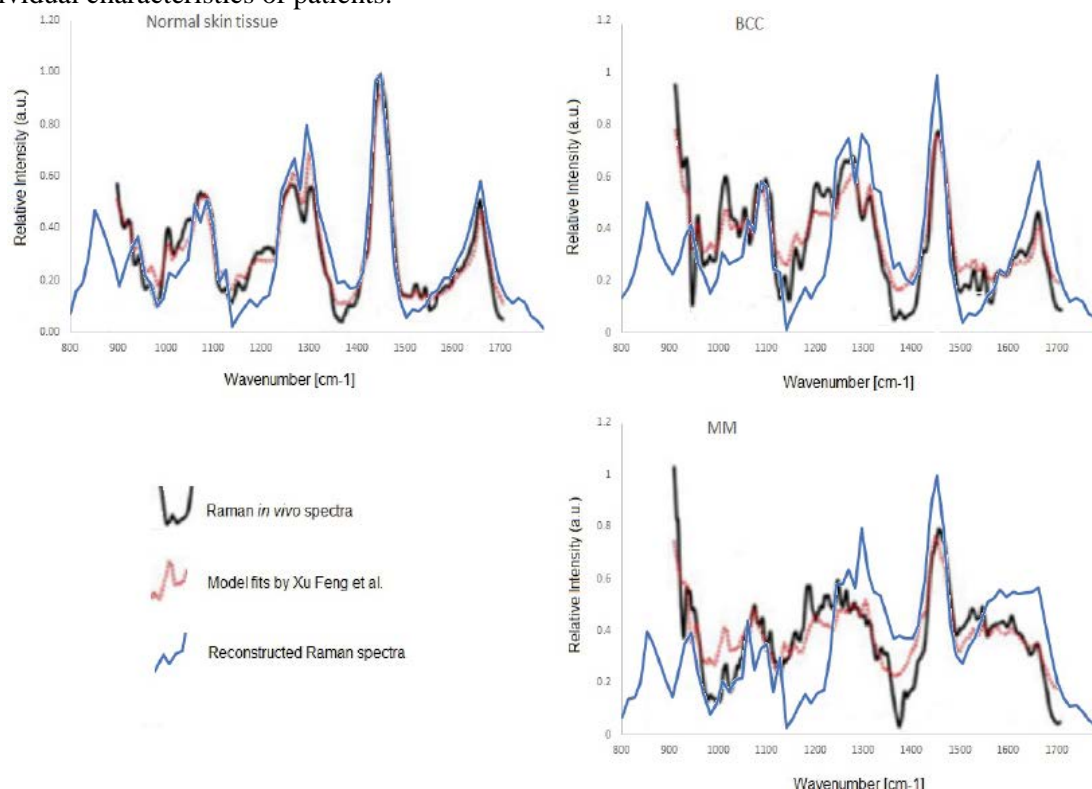 ividual characteristics of patients.
Normal skin tissue
1.20
1.00
0.80
0.60
0.40
0.20
0.00
800 900 1000 1100 1200 1300 1400 1500 1600 1700
Relative Intensity (a.u.)
Wavenumber [cm-1]
BCC
1.2
1
0.8
0.6
0.4
0.2
0
800 900 1000 1100 1200 1300 1400 1500 1600 1700
Relative Intensity (a.u.)
Wavenumber [cm-1]
Raman in vivo spectra
Model fits by Xu Feng et al.
Reconstructed Raman spectra
MM
1.2
1
0.8
0.6
0.4
0.2
0
800 900 1000 1100 1200 1300 1400 1500 1600 1700
Relative Intensity (a.u.)
Wavenumber [cm-1]